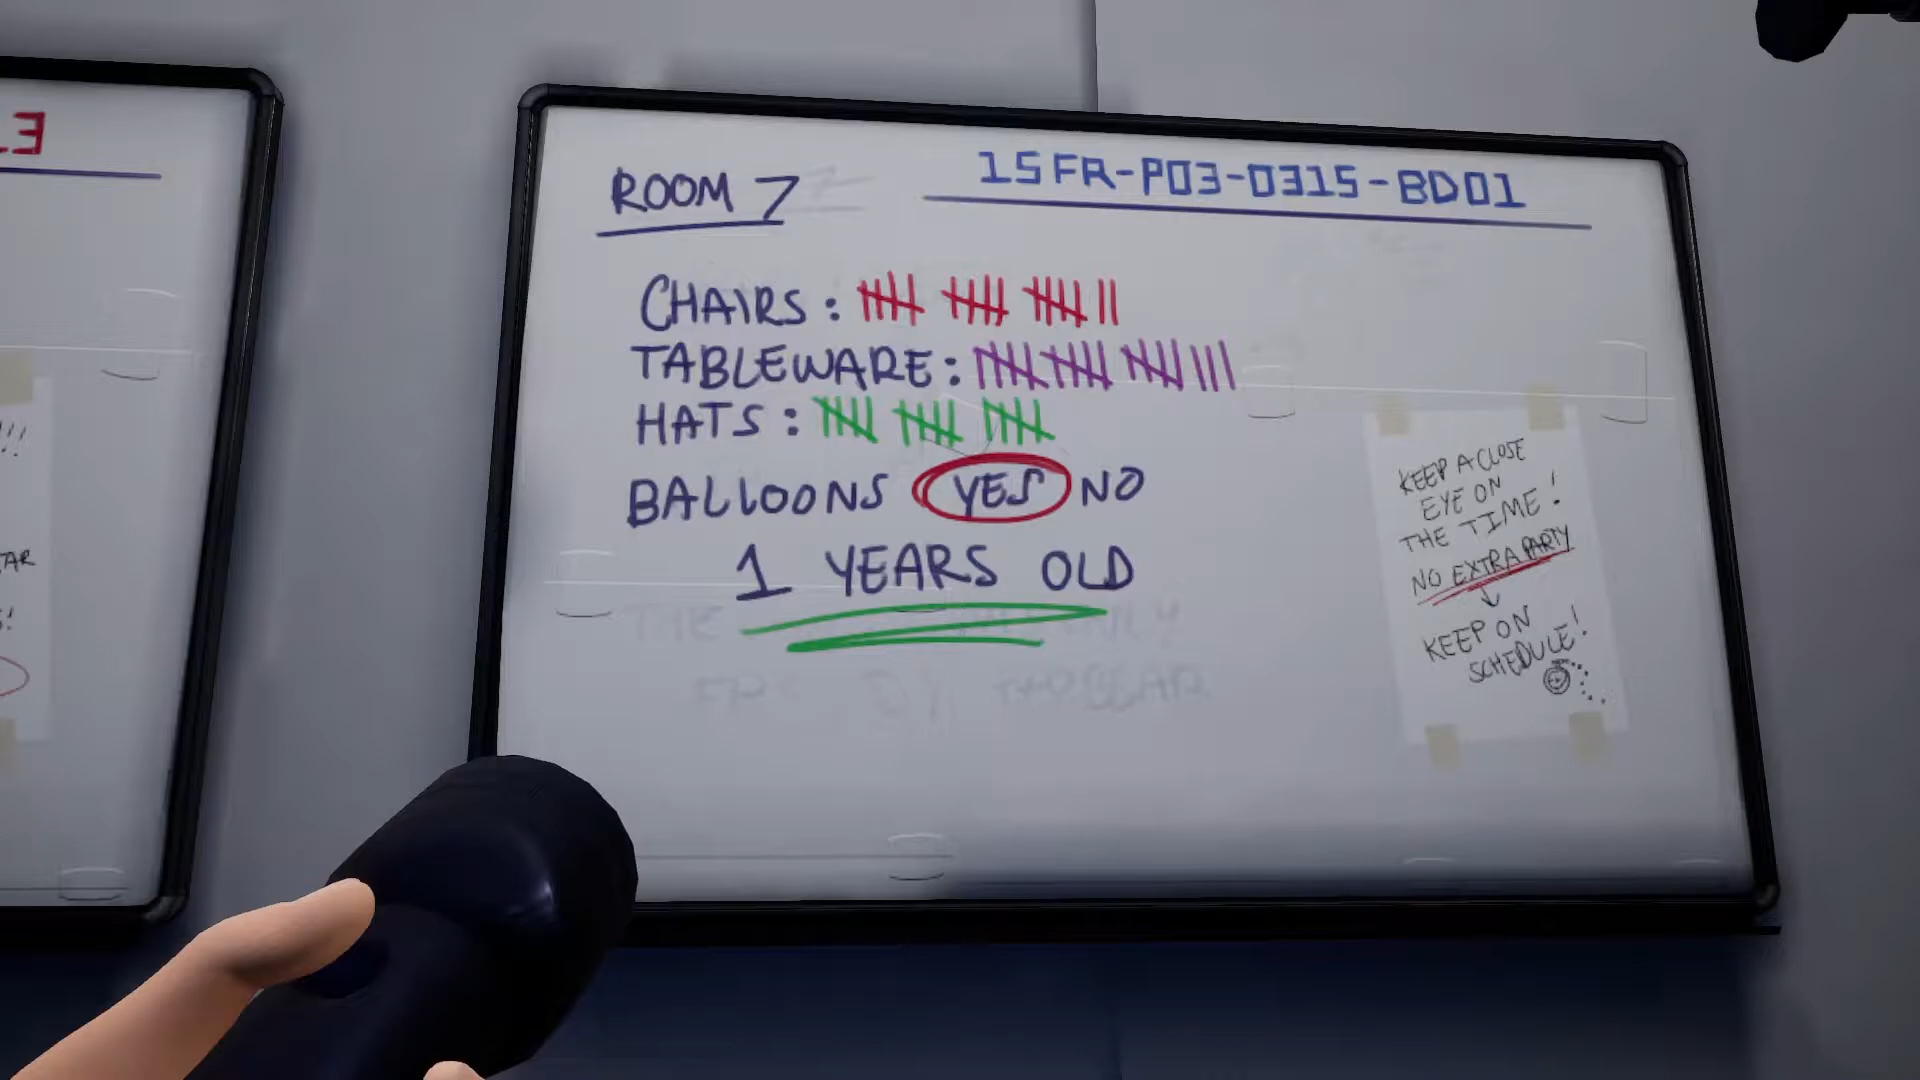 ROOM 7
15FR-P03-0315-BD01
CHAIRS:
TABLEWARE:
HATS:
BALLOONS YES NO
1 YEARS OLD
KEEP A CLOSE
EYE ON
THE TIME!
NO EXTRA PARTY
KEEP ON
SCHEDULE!